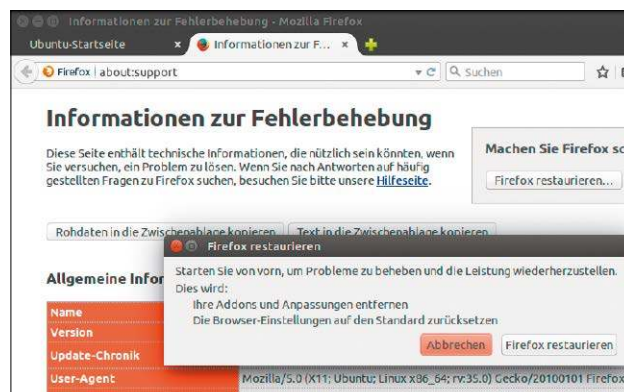 Informationen zur Fehlerbehebung - Mozilla Firefox
Ubuntu-Startseite × Informationen zur F... ×
Firefox about:support Suchen
Informationen zur Fehlerbehebung
Diese Seite enthält technische Informationen, die nützlich sein könnten, wenn
Sie versuchen, ein Problem zu lösen. Wenn Sie nach Antworten auf häufig
gestellten Fragen zu Firefox suchen, besuchen Sie bitte unsere Hilfeseite.
Machen Sie Firefox sc
Firefox restaurieren...
Rohdaten in die Zwischenablage kopieren Text in die Zwischenablage kopieren
Firefox restaurieren
Starten Sie von vorn, um Probleme zu beheben und die Leistung wiederherzustellen.
Dies wird:
Ihre Addons und Anpassungen entfernen
Die Browser-Einstellungen auf den Standard zurücksetzen
Abbrechen Firefox restaurieren
Allgemeine Infor
Name
Version
Update-Chronik
User-Agent Mozilla/5.0 (X11; Ubuntu; Linux x86_64; rv:35.0) Gecko/20100101 Firefox